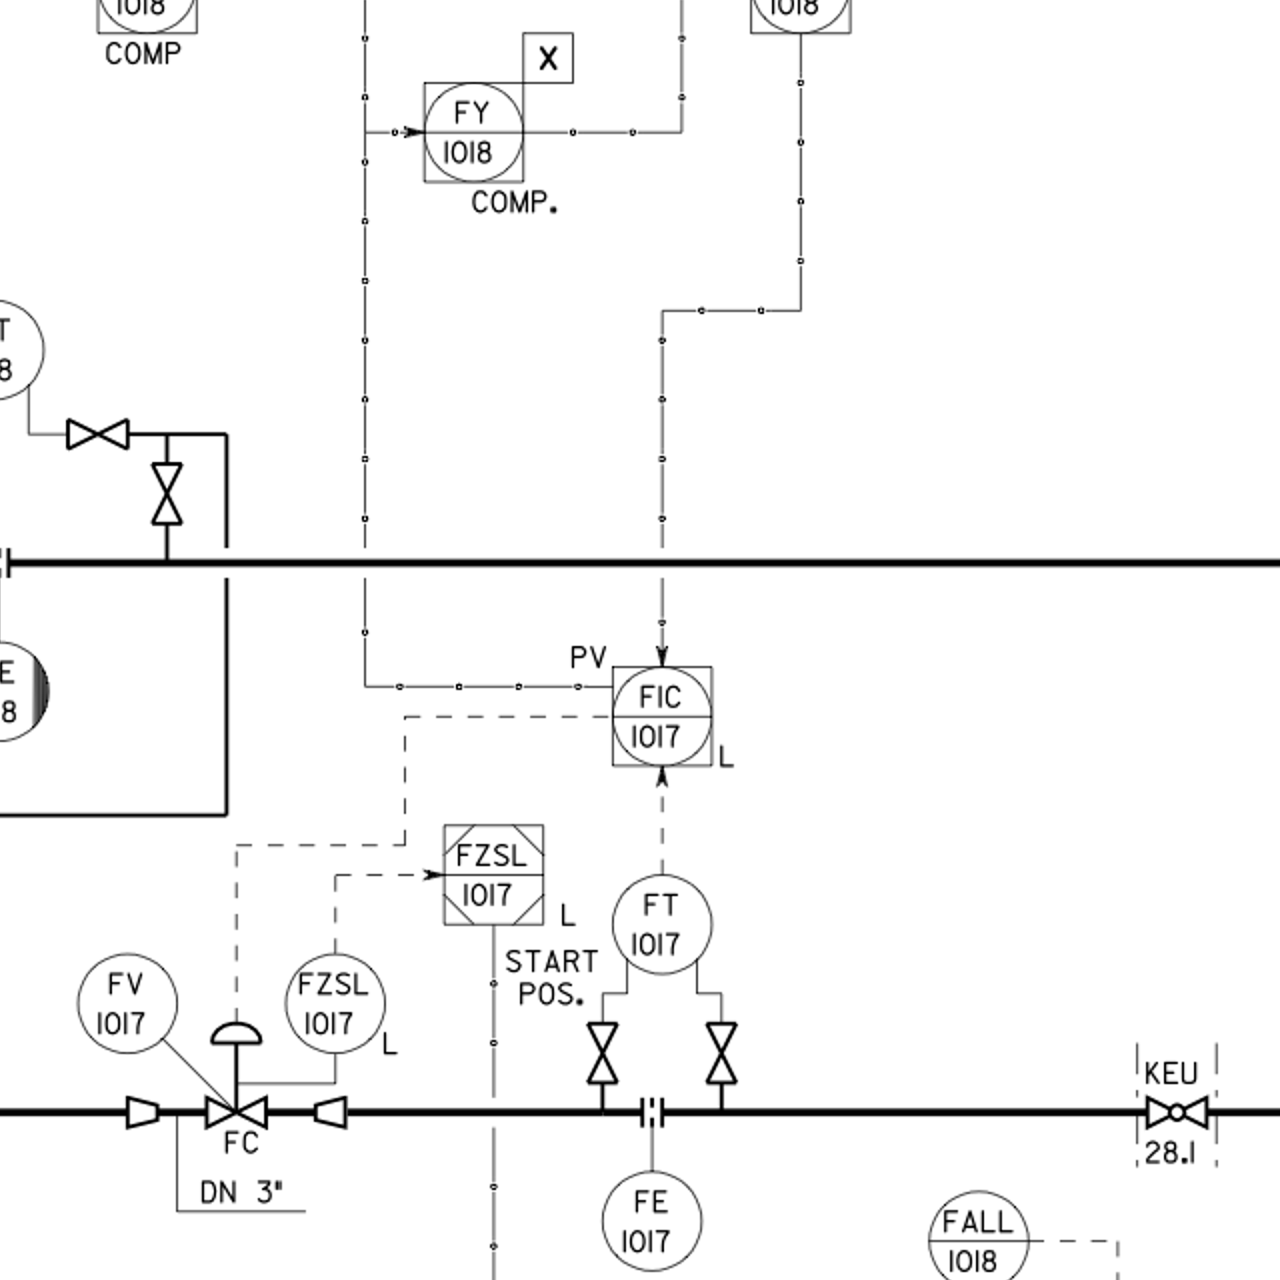 1018
COMP
1018
X
FY
1018
COMP.
T
8
E
8
PV
FIC
1017
L
FZSL
1017
L
FT
1017
START
POS.
FV
1017
FZSL
1017
L
KEU
FC
28.1
DN 3"
FE
1017
FALL
1018